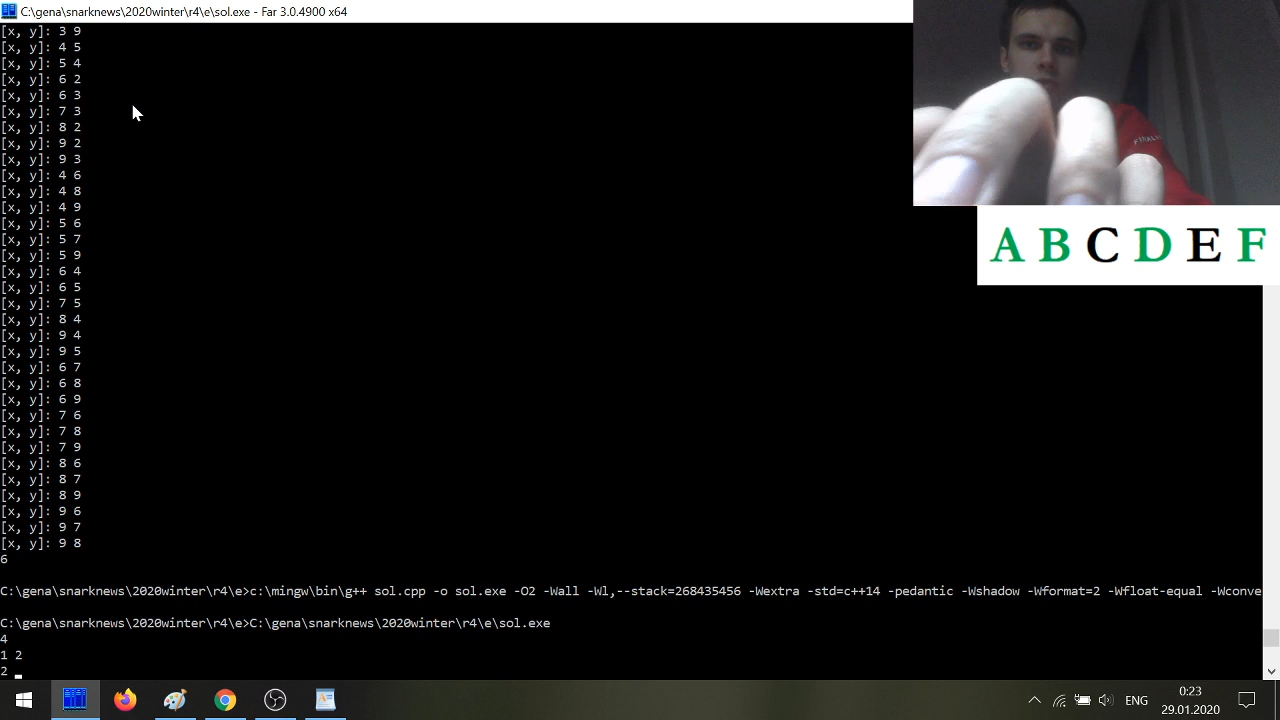 C:\gena\snarknews\2020winter\r4\e\sol.exe - Far 3.0.4900 x64
[x, y]: 3 9
[x, y]: 4 5
[x, y]: 5 4
[x, y]: 6 2
[x, y]: 6 3
[x, y]: 7 3
[x, y]: 8 2
[x, y]: 9 2
[x, y]: 9 3
[x, y]: 4 6
[x, y]: 4 8
[x, y]: 4 9
[x, y]: 5 6
[x, y]: 5 7
[x, y]: 5 9
[x, y]: 6 4
[x, y]: 6 5
[x, y]: 7 5
[x, y]: 8 4
[x, y]: 9 4
[x, y]: 9 5
[x, y]: 6 7
[x, y]: 6 8
[x, y]: 6 9
[x, y]: 7 6
[x, y]: 7 8
[x, y]: 7 9
[x, y]: 8 6
[x, y]: 8 7
[x, y]: 8 9
[x, y]: 9 6
[x, y]: 9 7
[x, y]: 9 8
6
C:\gena\snarknews\2020winter\r4\e>c:\mingw\bin\g++ sol.cpp -o sol.exe -O2 -Wall -Wl,--stack=268435456 -Wextra -std=c++14 -pedantic -Wshadow -Wformat=2 -Wfloat-equal -Wconve
C:\gena\snarknews\2020winter\r4\e>C:\gena\snarknews\2020winter\r4\e\sol.exe
4
1 2
2
A B C D E F
ENG
0:23
29.01.2020